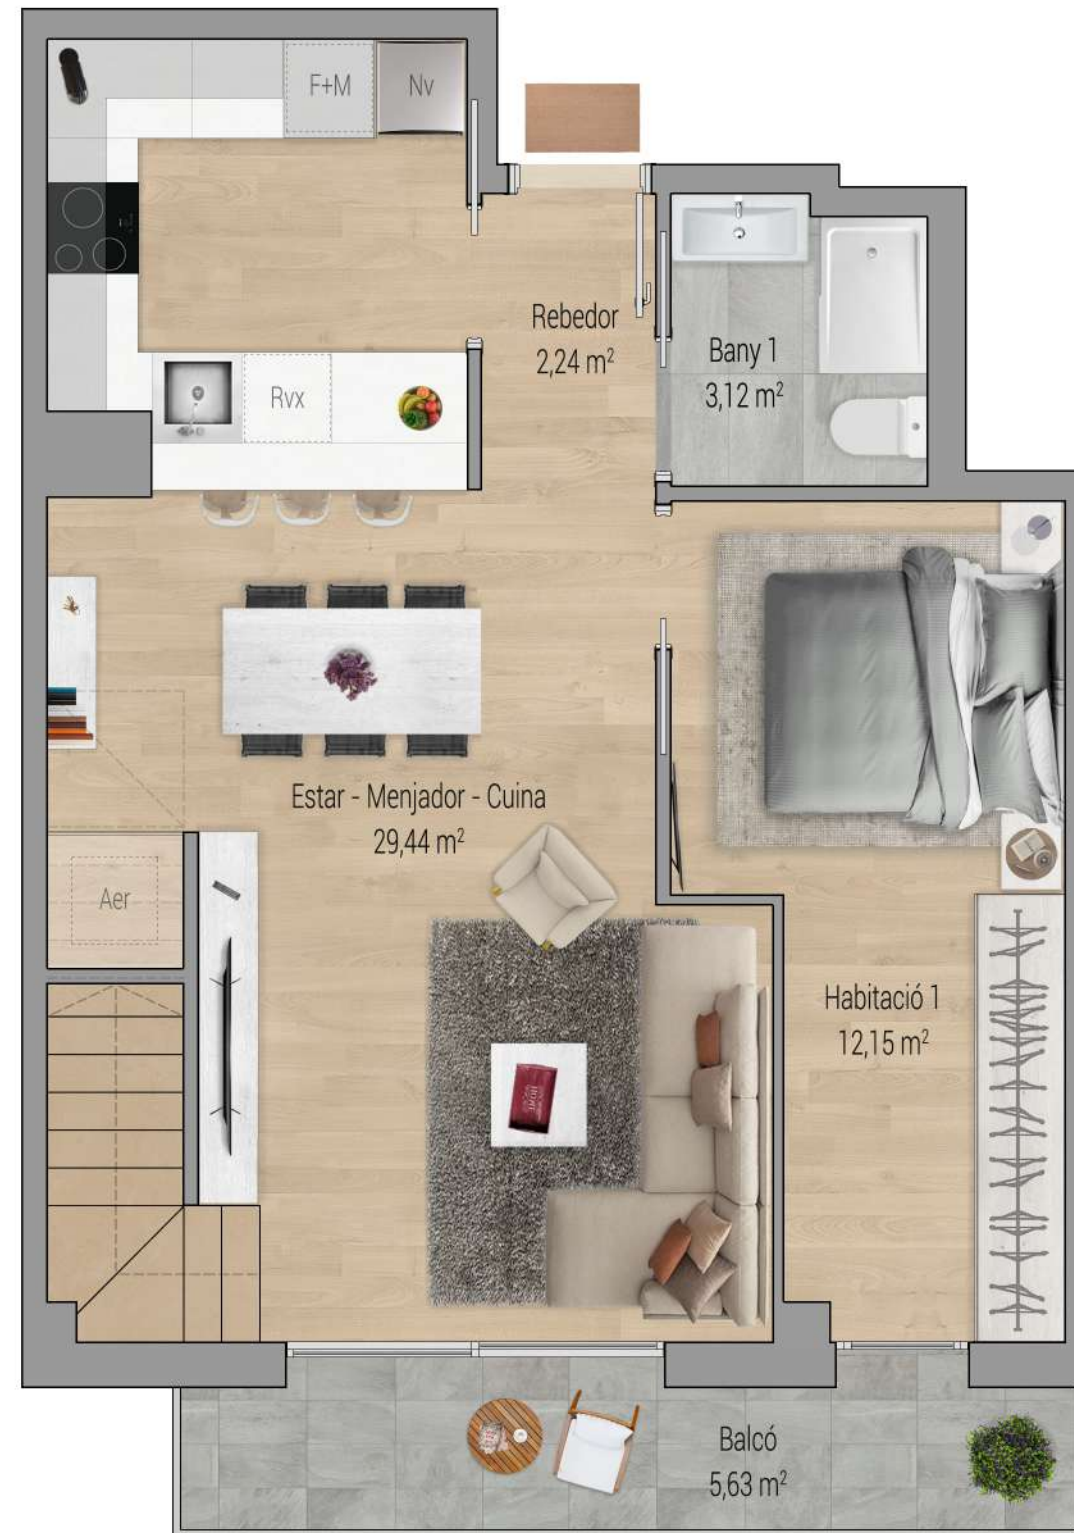 F+M
Nv
Rebedor
2,24 m²
Bany 1
3,12 m²
Rvx
Estar - Menjador - Cuina
29,44 m²
Aer
Habitació 1
12,15 m²
HOME
Balcó
5,63 m²